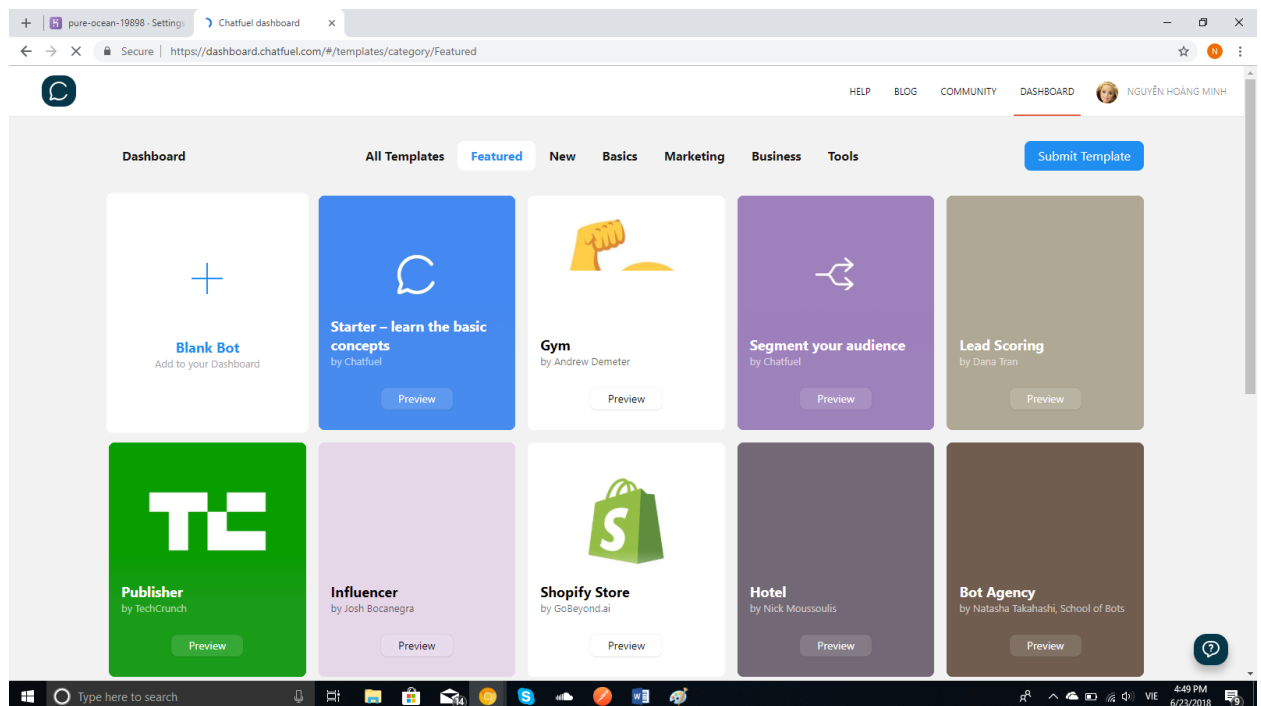 pure-ocean-19898 - Settings
Chatfuel dashboard
Secure
https://dashboard.chatfuel.com/#/templates/category/Featured
N
HELP
BLOG
COMMUNITY
DASHBOARD
NGUYỄN HOÀNG MINH
Dashboard
All Templates
Featured
New
Basics
Marketing
Business
Tools
Submit Template
Blank Bot
Add to your Dashboard
Starter – learn the basic
concepts
by Chatfuel
Preview
Gym
by Andrew Demeter
Preview
Segment your audience
by Chatfuel
Preview
Lead Scoring
by Dana Tran
Preview
TC
Publisher
by TechCrunch
Preview
Influencer
by Josh Bocanegra
Preview
S
Shopify Store
by GoBeyond.ai
Preview
Hotel
by Nick Moussoulis
Preview
Bot Agency
by Natasha Takahashi, School of Bots
Preview
Type here to search
14
S
W
VIE
4:49 PM
6/23/2018
9